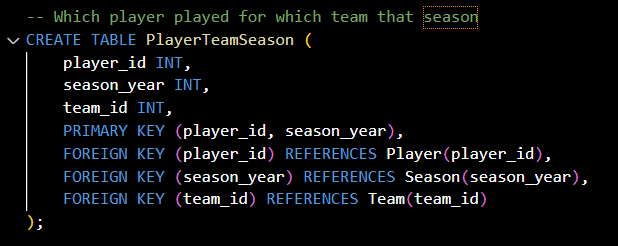 -- Which player played for which team that season
CREATE TABLE PlayerTeamSeason (
player_id INT,
season_year INT,
team_id INT,
PRIMARY KEY (player_id, season_year),
FOREIGN KEY (player_id) REFERENCES Player(player_id),
FOREIGN KEY (season_year) REFERENCES Season(season_year),
FOREIGN KEY (team_id) REFERENCES Team(team_id)
);